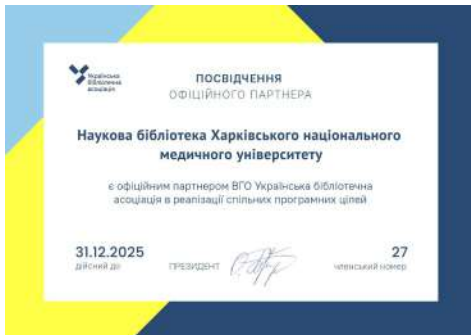 Українська
бібліотечна
асоціація
ПОСВІДЧЕННЯ
ОФІЦІЙНОГО ПАРТНЕРА
Наукова бібліотека Харківського національного
медичного університету
є офіційним партнером ВГО Українська бібліотечна
асоціація в реалізації спільних програмних цілей
31.12.2025
дійсний до
ПРЕЗИДЕНТ
27
членський номер